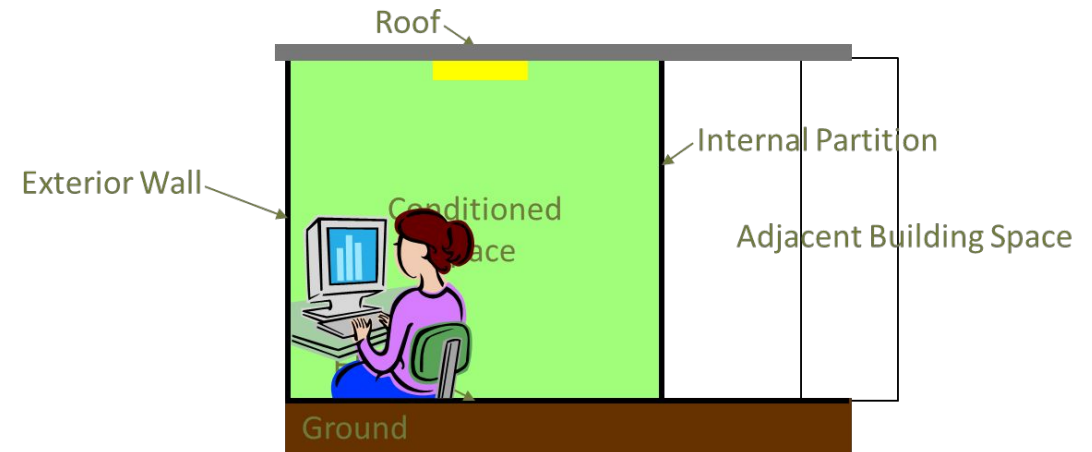 Roof
Internal Partition
Exterior Wall
Conditioned
Adjacent Building Space
Ground